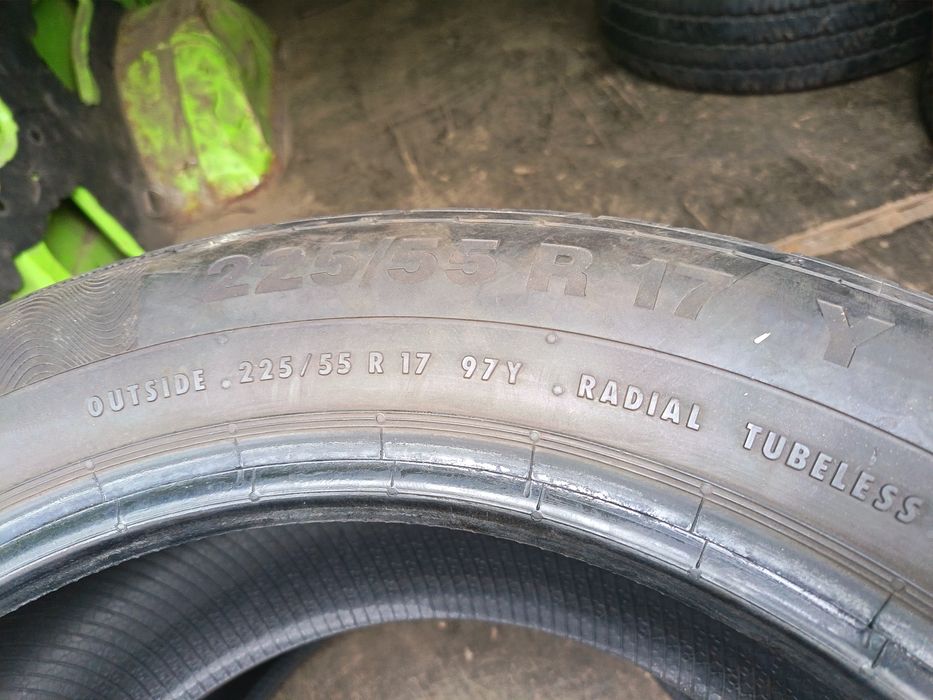 225/55 R 17 Y
OUTSIDE . 225/55 R 17 97Y . RADIAL TUBELESS